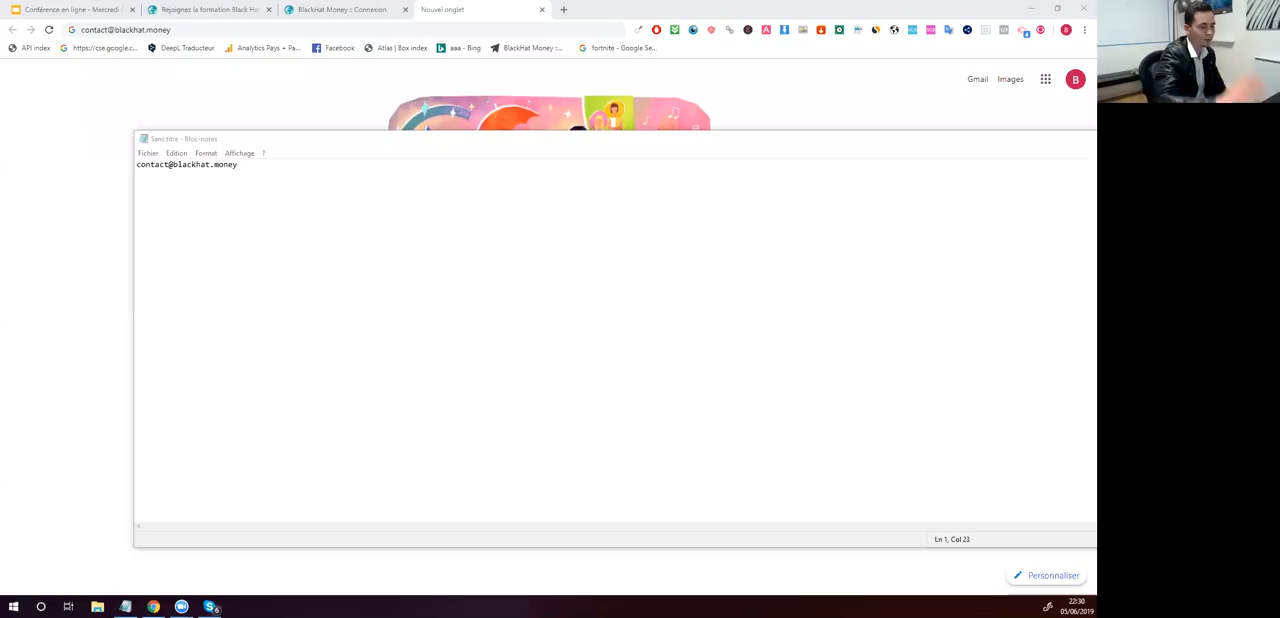 Conférence en ligne - Mercredi
Rejoignez la formation Black Ha
BlackHat Money :: Connexion
Nouvel onglet
contact@blackhat.money
API index
https://cse.google.c...
DeepL Traducteur
Analytics Pays + Pa...
Facebook
Atlas | Box index
aaa - Bing
BlackHat Money ::...
fortnite - Google Se...
Gmail
Images
B
Sans titre - Bloc-notes
Fichier
Edition
Format
Affichage
?
contact@blackhat.money
Ln 1, Col 23
Personnaliser
22:30
05/06/2019